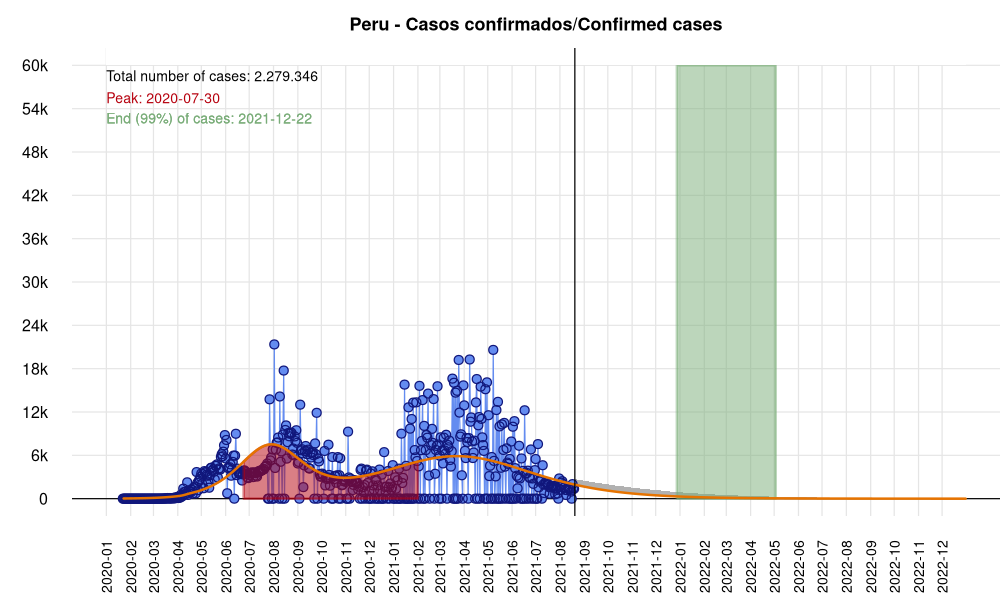 Peru - Casos confirmados/Confirmed cases
Total number of cases: 2.279.346
Peak: 2020-07-30
End (99%) of cases: 2021-12-22
60k
54k
48k
42k
36k
30k
24k
18k
12k
6k
0
2020-01
2020-02
2020-03
2020-04
2020-05
2020-06
2020-07
2020-08
2020-09
2020-10
2020-11
2020-12
2021-01
2021-02
2021-03
2021-04
2021-05
2021-06
2021-07
2021-08
2021-09
2021-10
2021-11
2021-12
2022-01
2022-02
2022-03
2022-04
2022-05
2022-06
2022-07
2022-08
2022-09
2022-10
2022-11
2022-12